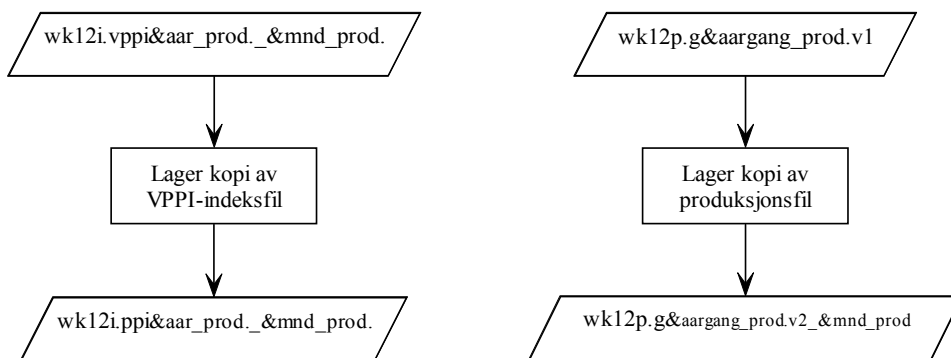 wk12i.vppi&aar_prod._&mnd_prod.
Lager kopi av
VPPI-indeksfil
wk12i.ppi&aar_prod._&mnd_prod.
wk12p.g&aargang_prod.v1
Lager kopi av
produksjonsfil
wk12p.g&aargang_prod.v2_&mnd_prod